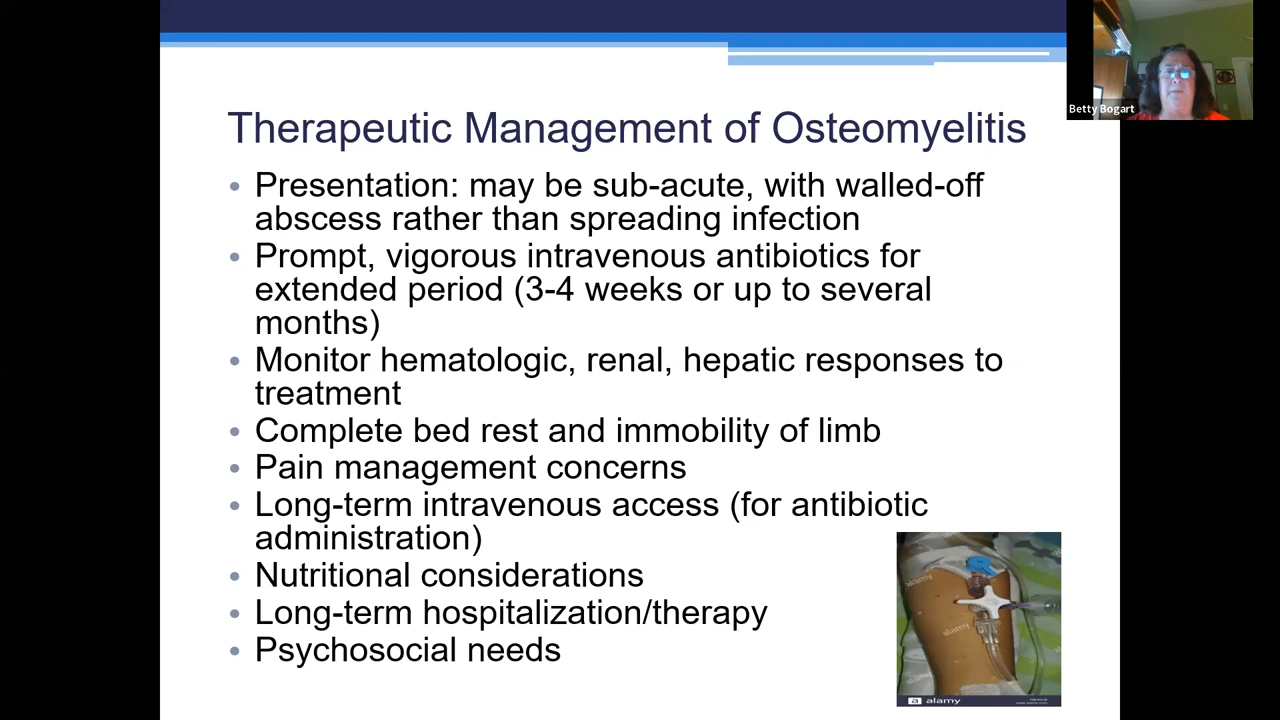 Betty Bogart
Therapeutic Management of Osteomyelitis
• Presentation: may be sub-acute, with walled-off
abscess rather than spreading infection
• Prompt, vigorous intravenous antibiotics for
extended period (3-4 weeks or up to several
months)
• Monitor hematologic, renal, hepatic responses to
treatment
• Complete bed rest and immobility of limb
• Pain management concerns
• Long-term intravenous access (for antibiotic
administration)
• Nutritional considerations
• Long-term hospitalization/therapy
• Psychosocial needs
alamy
alamy
a alamy